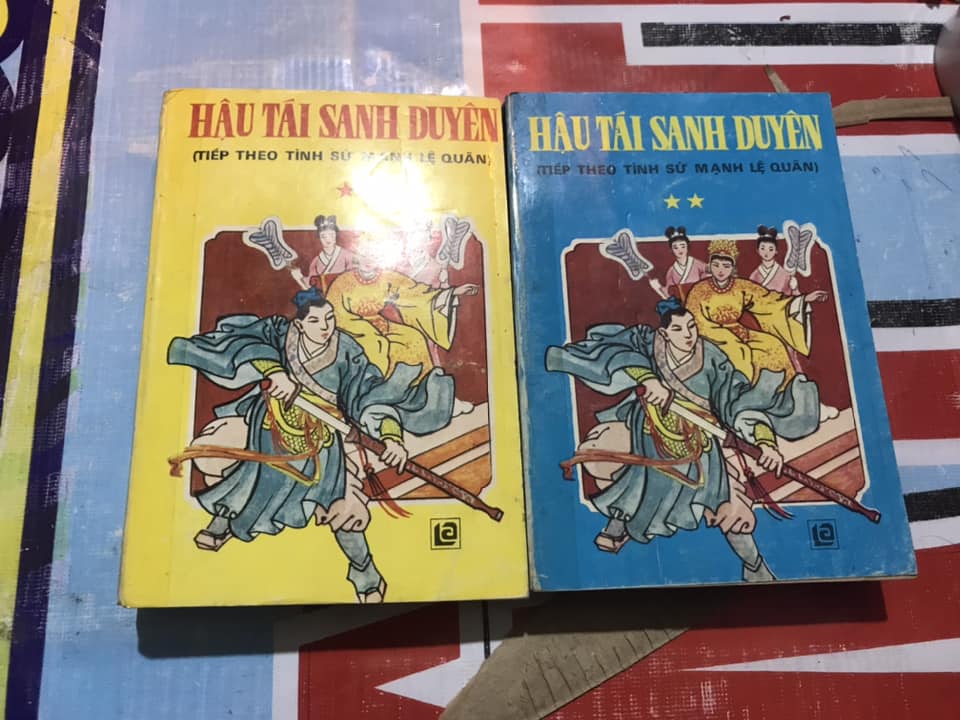 HẬU TÁI SANH DUYÊN
(TIẾP THEO TÌNH SỬ MẠNH LỆ QUÂN)
HẬU TÁI SANH DUYÊN
(TIẾP THEO TÌNH SỬ MẠNH LỆ QUÂN)